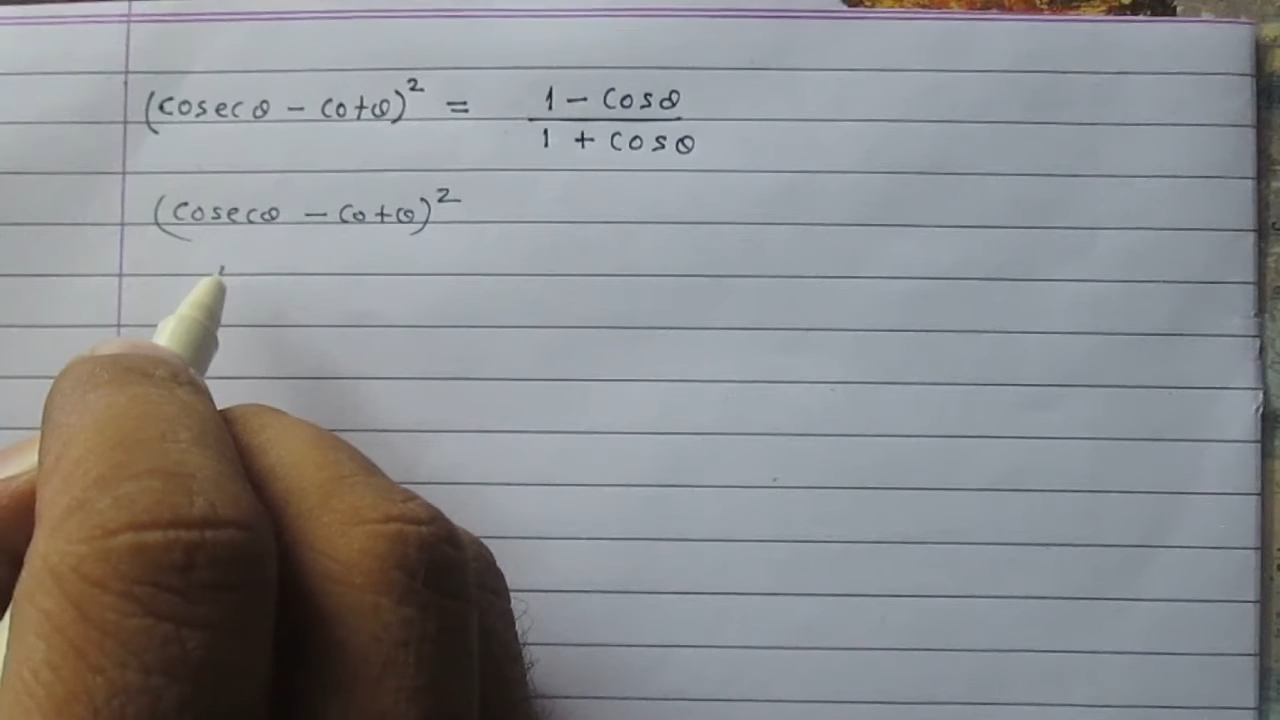 (cosecθ - cotθ)² = 1 - cosθ / 1 + cosθ
(cosecθ - cotθ)²